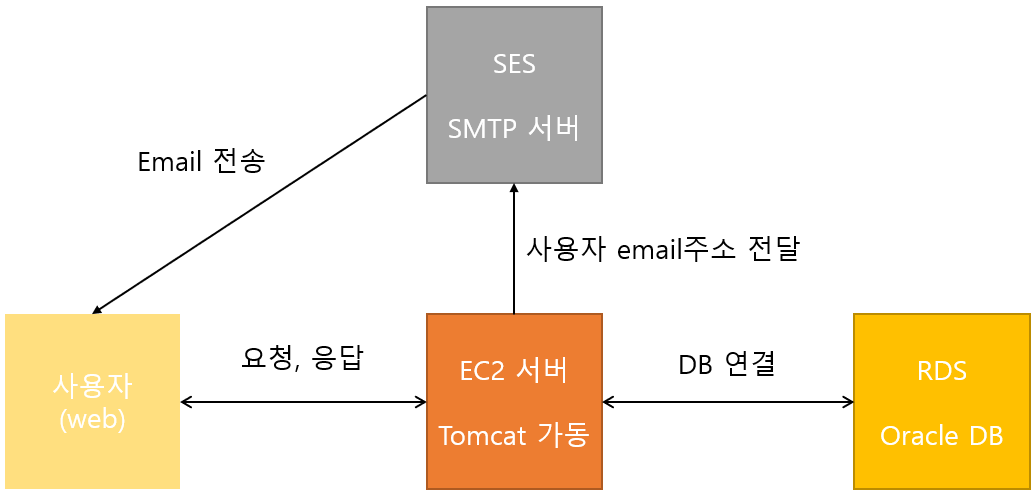 SES
SMTP 서버
Email 전송
사용자 email주소 전달
사용자
(web)
요청, 응답
EC2 서버
Tomcat 가동
DB 연결
RDS
Oracle DB